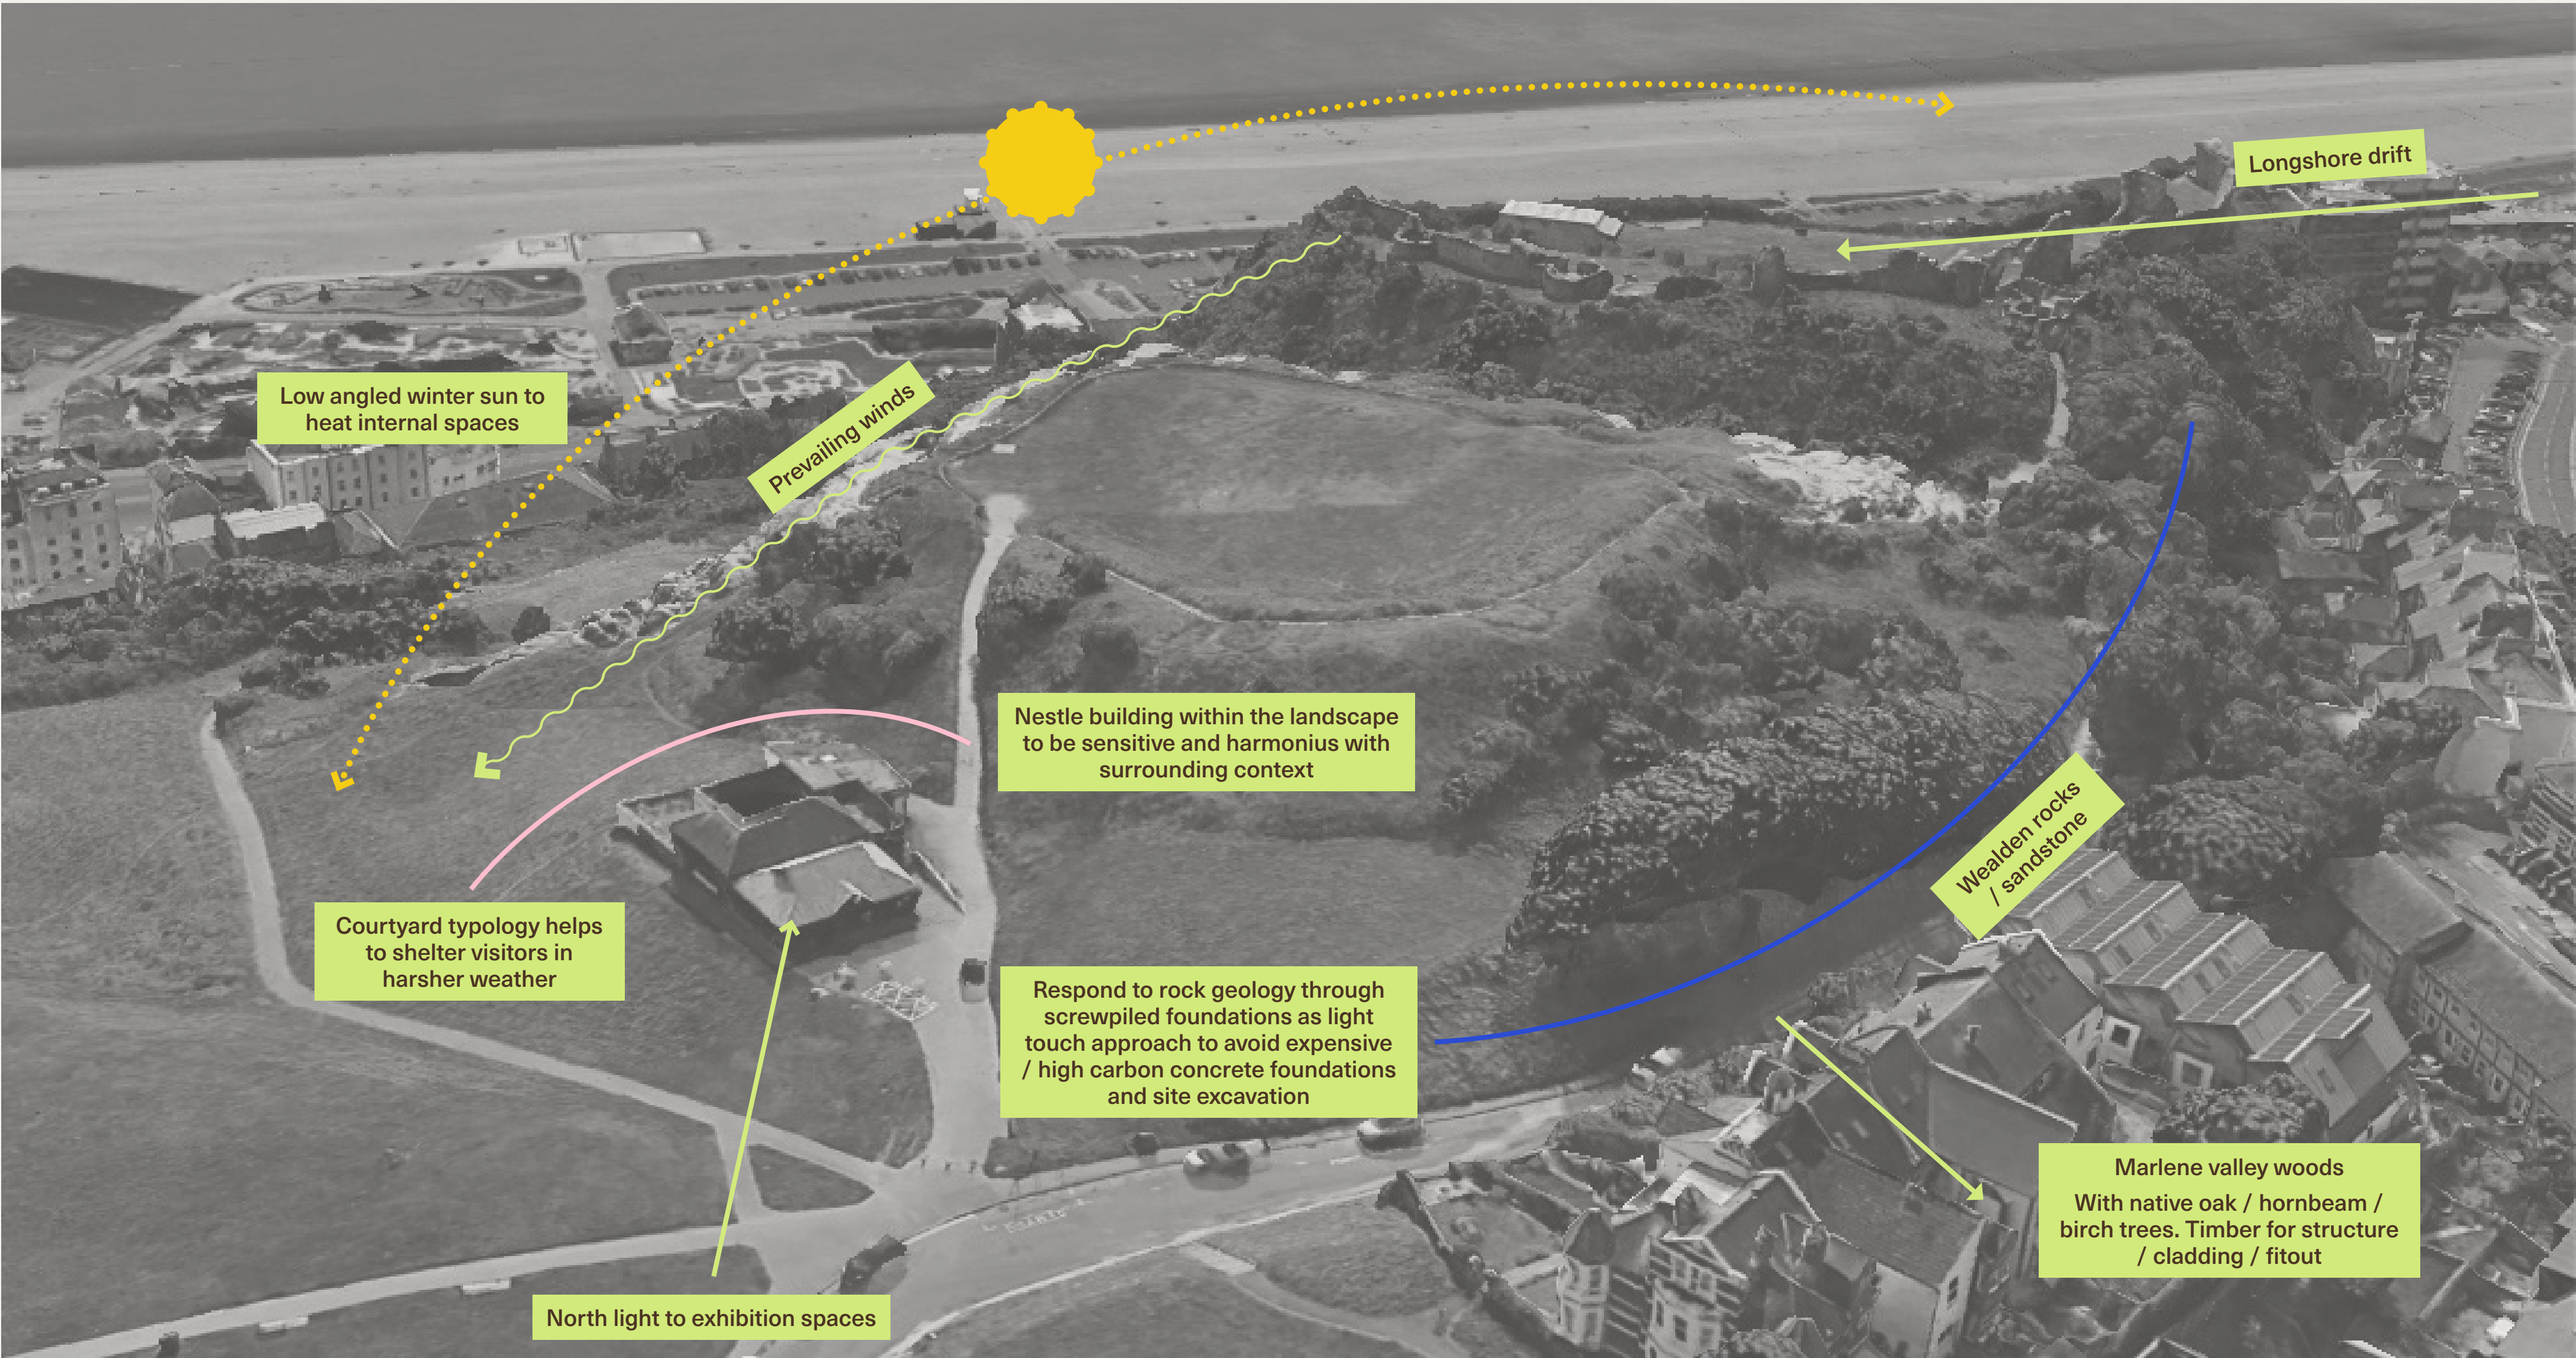 Longshore drift
Low angled winter sun to
heat internal spaces
Prevailing winds
Nestle building within the landscape
to be sensitive and harmonius with
surrounding context
Wealden rocks
/ sandstone
Courtyard typology helps
to shelter visitors in
harsher weather
Respond to rock geology through
screwpiled foundations as light
touch approach to avoid expensive
/ high carbon concrete foundations
and site excavation
Marlene valley woods
With native oak / hornbeam /
birch trees. Timber for structure
/ cladding / fitout
North light to exhibition spaces